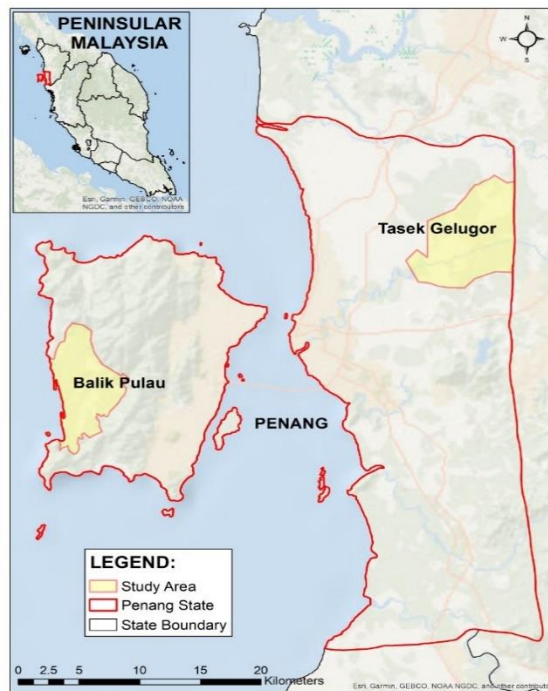 PENINSULAR
MALAYSIA
Esri, Garmin, GEBCO, NOAA
NGDC, and other contributors
N
W
E
S
Tasek Gelugor
Balik Pulau
PENANG
LEGEND:
Study Area
Penang State
State Boundary
0 2.5 5 10 15 20
Kilometers
Esri, Garmin, GEBCO, NOAA NGDC, and other contributors